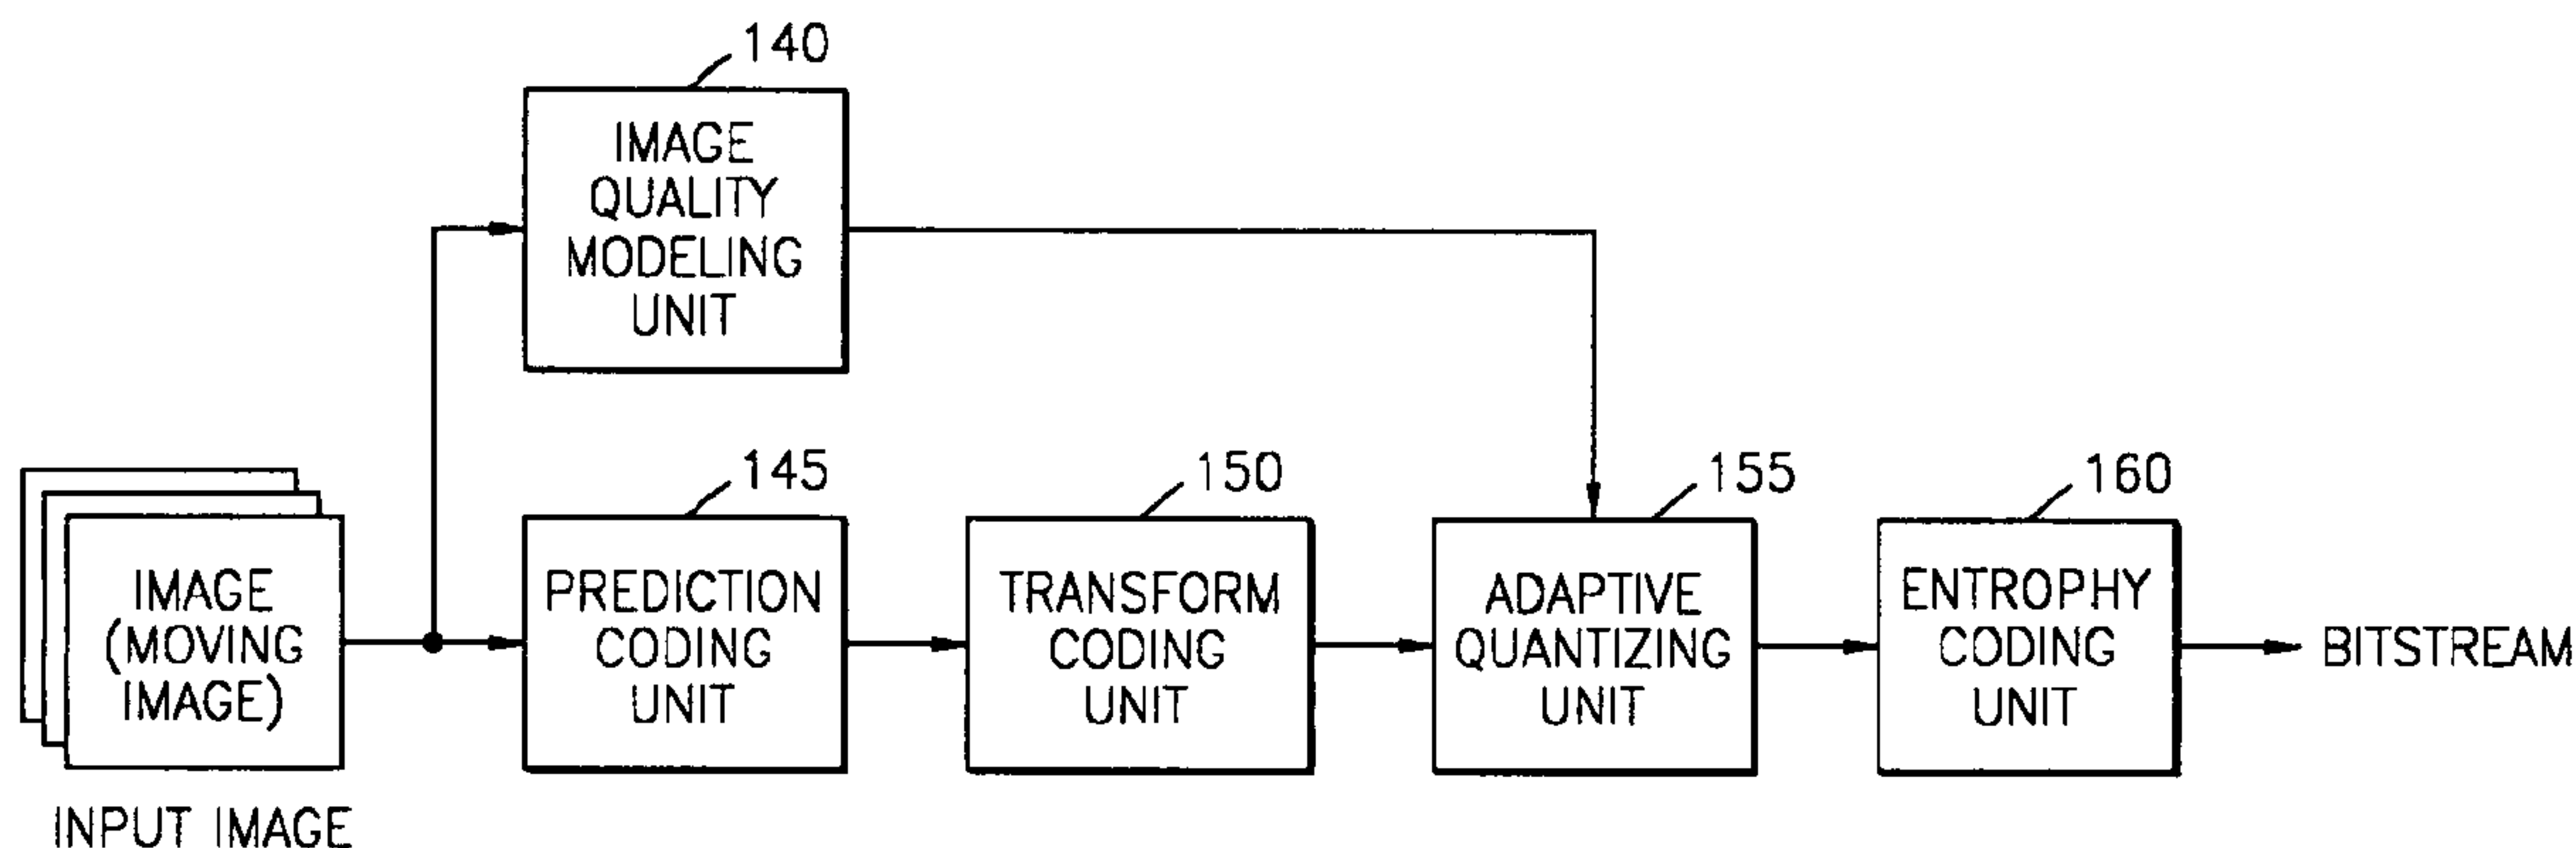 140
IMAGE
QUALITY
MODELING
UNIT
145
150
155
160
IMAGE
(MOVING
IMAGE)
PREDICTION
CODING
UNIT
TRANSFORM
CODING
UNIT
ADAPTIVE
QUANTIZING
UNIT
ENTROPHY
CODING
UNIT
BITSTREAM
INPUT IMAGE